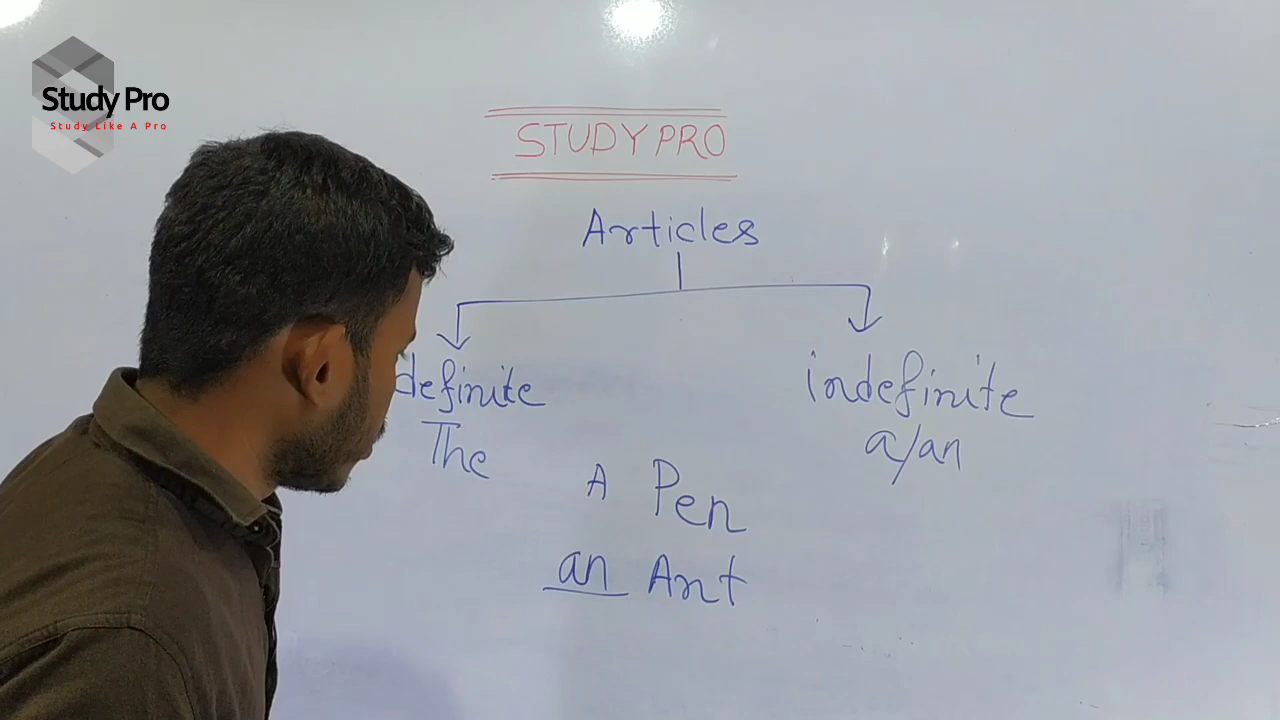 Study Pro
Study Like A Pro
STUDY PRO
Articles
definite
indefinite
The
a/an
A Pen
an Ant